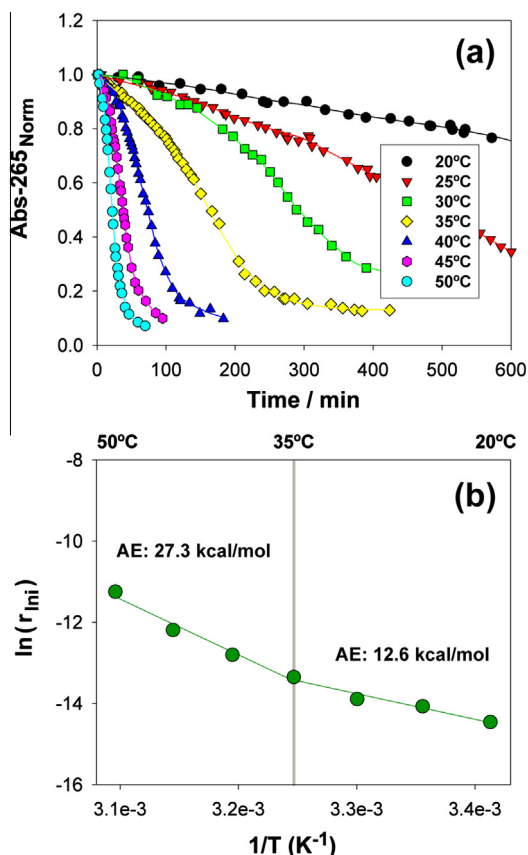 (a)
Abs-265Norm
1.0
0.8
0.6
0.4
0.2
0.0
20ºC
25ºC
30ºC
35ºC
40ºC
45ºC
50ºC
0 100 200 300 400 500 600
Time / min
50ºC 35ºC 20ºC
(b)
ln (rIni)
-8
-10
-12
-14
-16
AE: 27.3 kcal/mol
AE: 12.6 kcal/mol
3.1e-3 3.2e-3 3.3e-3 3.4e-3
1/T (K-1)